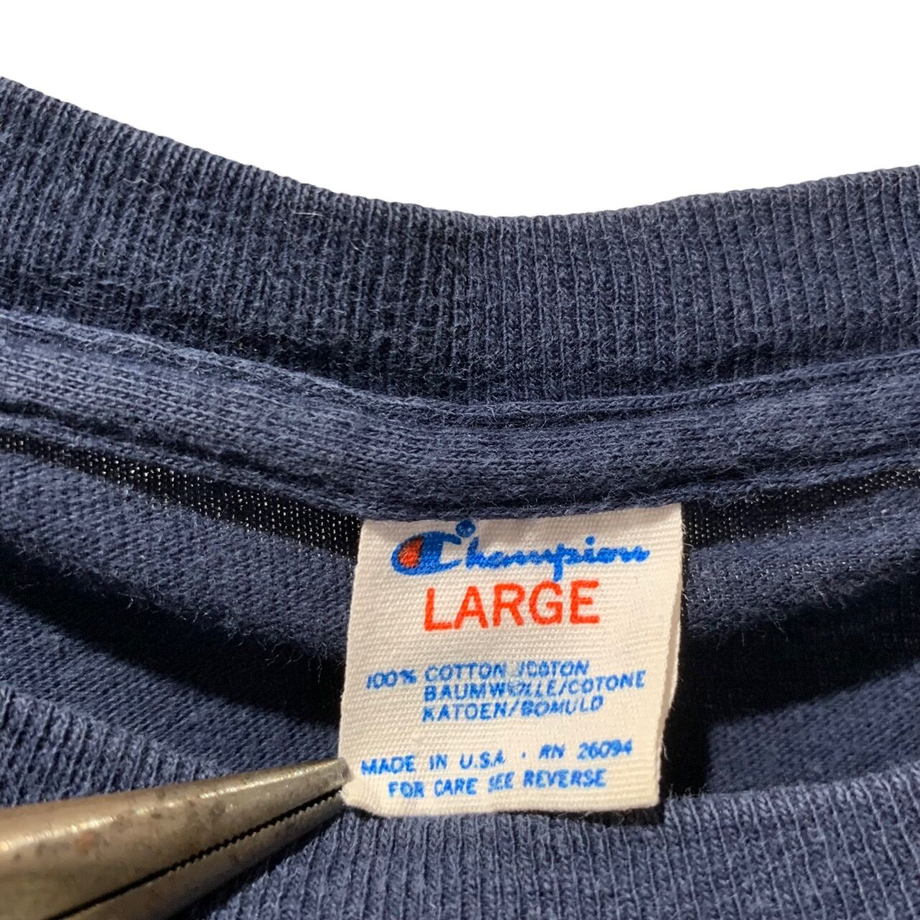 Champion
LARGE
100% COTTON /COTON
BAUMWOLLE/COTONE
KATOEN/BOMULD
MADE IN U.S.A. · RN 26094
FOR CARE SEE REVERSE